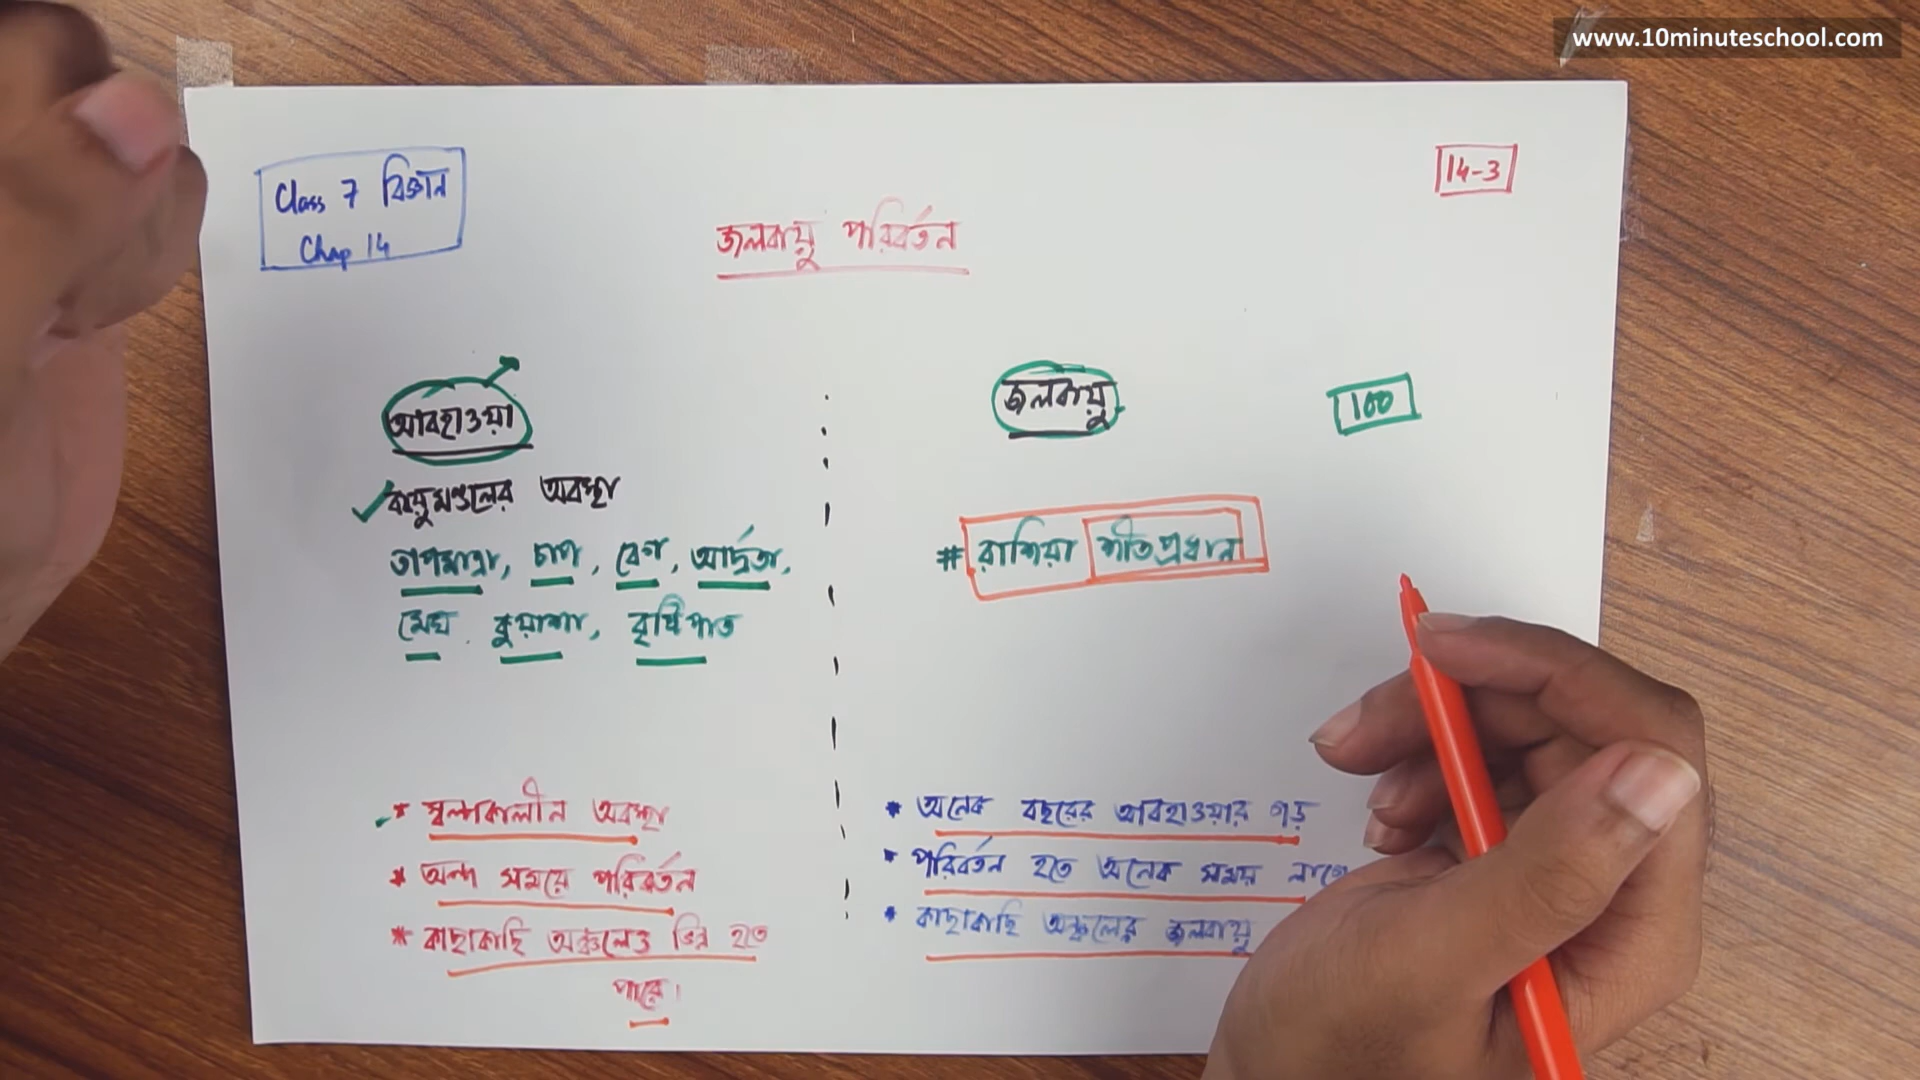 www.10minuteschool.com
Class 7 বিজ্ঞান
Chap 14
14-3
জলবায়ু পরিবর্তন
আবহাওয়া
জলবায়ু
100
বায়ুমণ্ডলের অবস্থা
তাপমাত্রা, চাপ, বেগ, আর্দ্রতা,
মেঘ. কুয়াশা, বৃষ্টিপাত
# রাশিয়া শীতপ্রধান
* স্বল্পকালীন অবস্থা
* অল্প সময়ে পরিবর্তন
* কাছাকাছি অঞ্চলেও ভিন্ন হতে
পারে।
* অনেক বছরের আবহাওয়ার গড়
* পরিবর্তন হতে অনেক সময় লাগে
* কাছাকাছি অঞ্চলের জলবায়ু